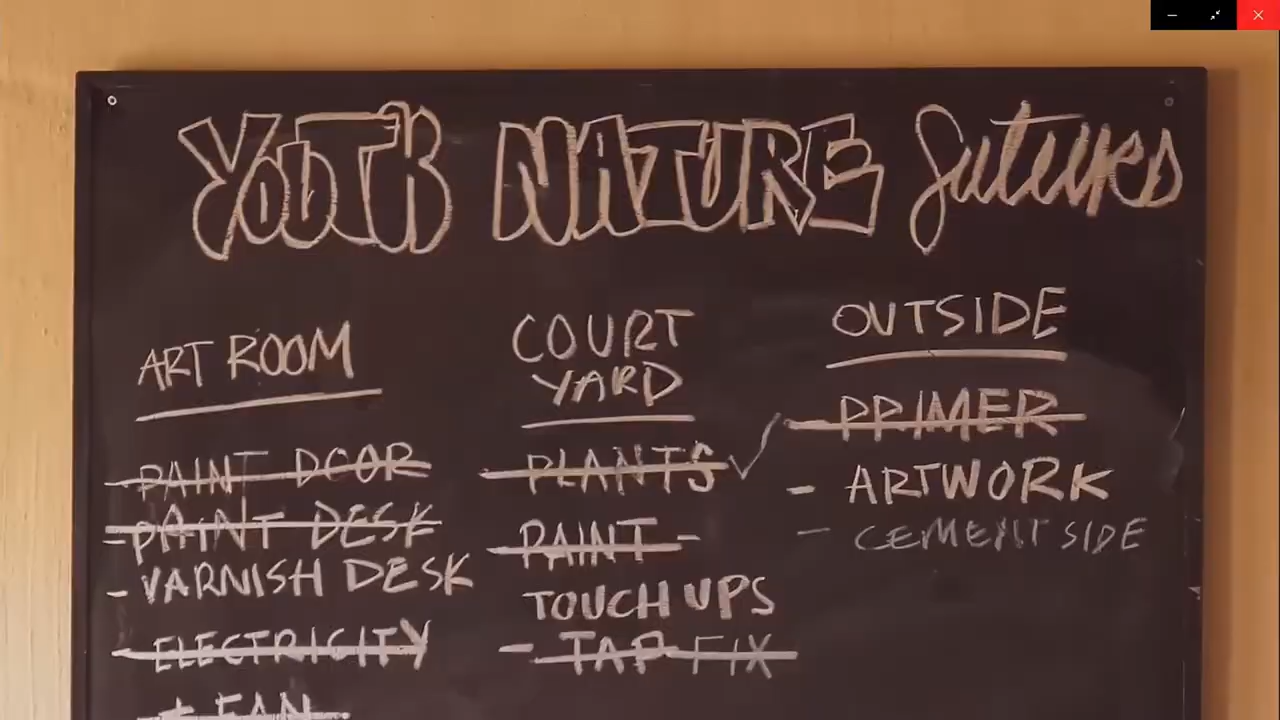 YOUTH NATURE futures
ART ROOM
- PAINT DOOR
- PAINT DESK
- VARNISH DESK
- ELECTRICITY
+ FAN
COURT
YARD
- PLANTS ✓
- PAINT -
TOUCH UPS
- TAP FIX
OUTSIDE
- PRIMER
- ARTWORK
- CEMENT SIDE